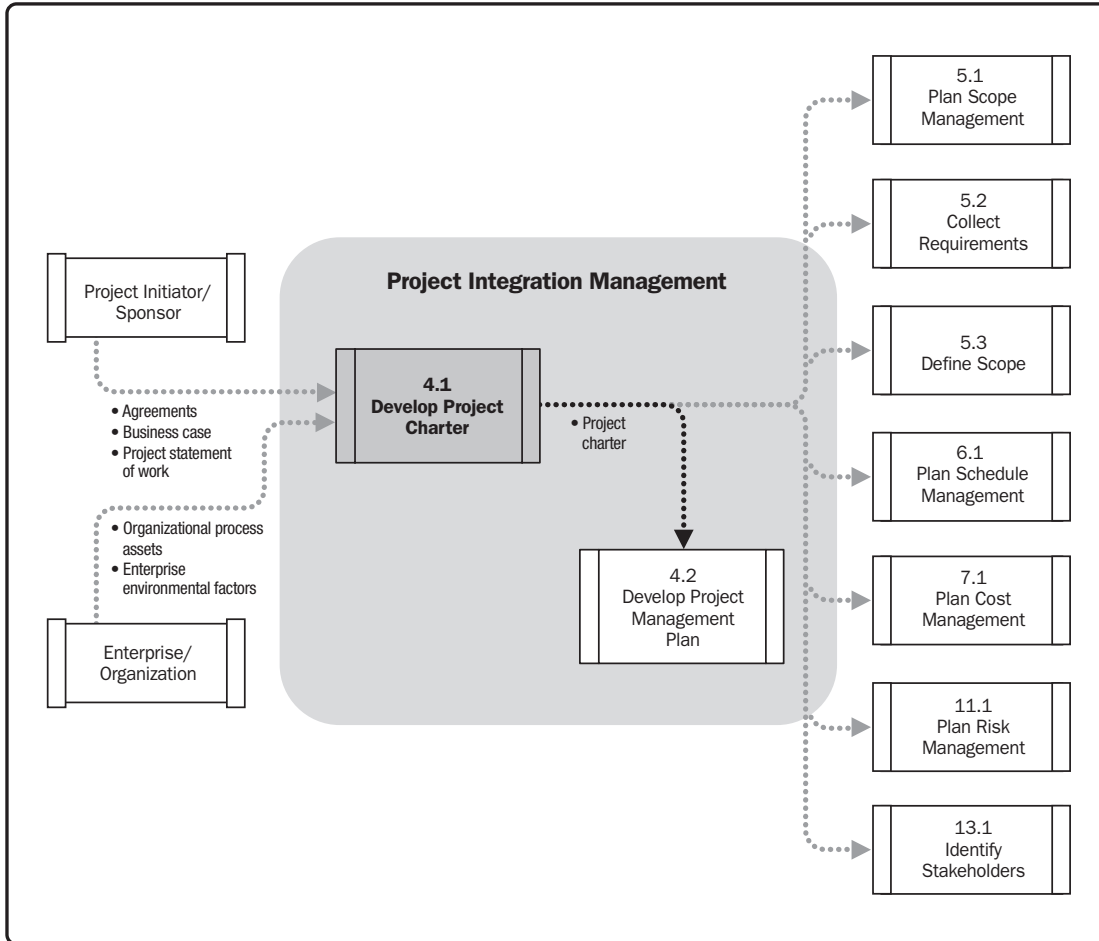 Project Integration Management
Project Initiator/
Sponsor
• Agreements
• Business case
• Project statement
of work
• Organizational process
assets
• Enterprise
environmental factors
Enterprise/
Organization
4.1
Develop Project
Charter
• Project
charter
4.2
Develop Project
Management
Plan
5.1
Plan Scope
Management
5.2
Collect
Requirements
5.3
Define Scope
6.1
Plan Schedule
Management
7.1
Plan Cost
Management
11.1
Plan Risk
Management
13.1
Identify
Stakeholders